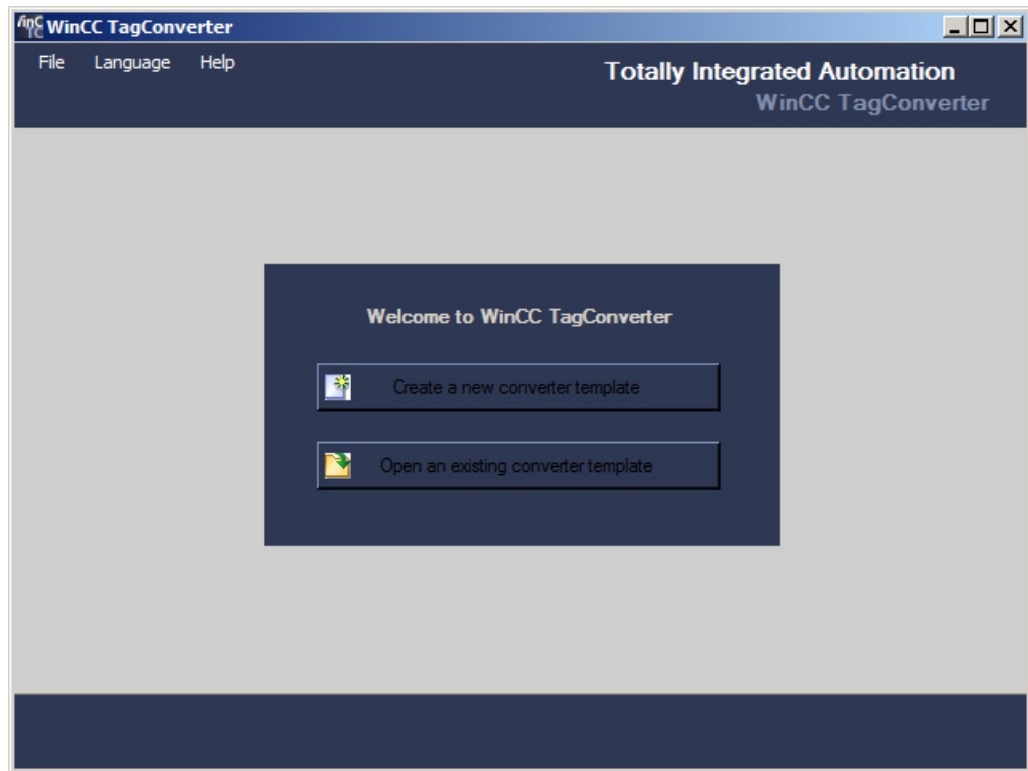 WinCC TagConverter
File Language Help
Totally Integrated Automation
WinCC TagConverter
Welcome to WinCC TagConverter
Create a new converter template
Open an existing converter template